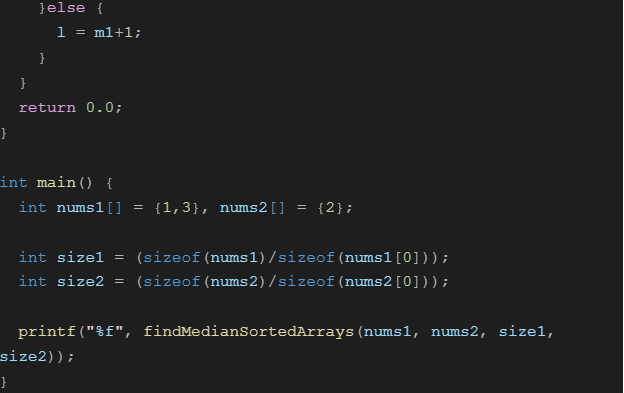 }else {
      l = m1+1;
    }
  }
  return 0.0;
}

int main() {
  int nums1[] = {1,3}, nums2[] = {2};

  int size1 = (sizeof(nums1)/sizeof(nums1[0]));
  int size2 = (sizeof(nums2)/sizeof(nums2[0]));

  printf("%f", findMedianSortedArrays(nums1, nums2, size1,
size2));
}